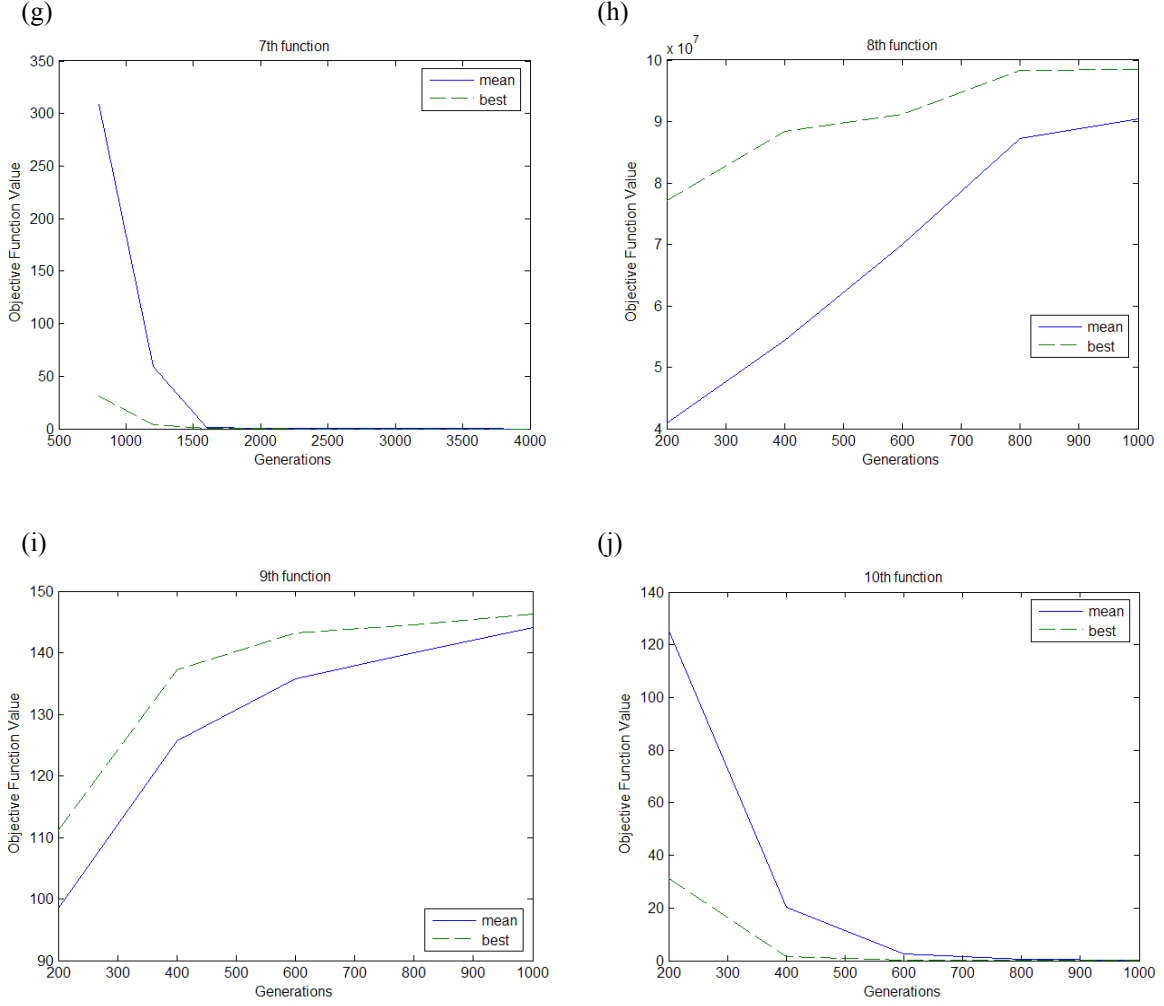 (g)
7th function
350
300
250
200
150
100
50
0
500 1000 1500 2000 2500 3000 3500 4000
Objective Function Value
Generations
mean
best
(h)
8th function
x 10^7
10
9
8
7
6
5
4
200 300 400 500 600 700 800 900 1000
Objective Function Value
Generations
mean
best
(i)
9th function
150
140
130
120
110
100
90
200 300 400 500 600 700 800 900 1000
Objective Function Value
Generations
mean
best
(j)
10th function
140
120
100
80
60
40
20
0
200 300 400 500 600 700 800 900 1000
Objective Function Value
Generations
mean
best